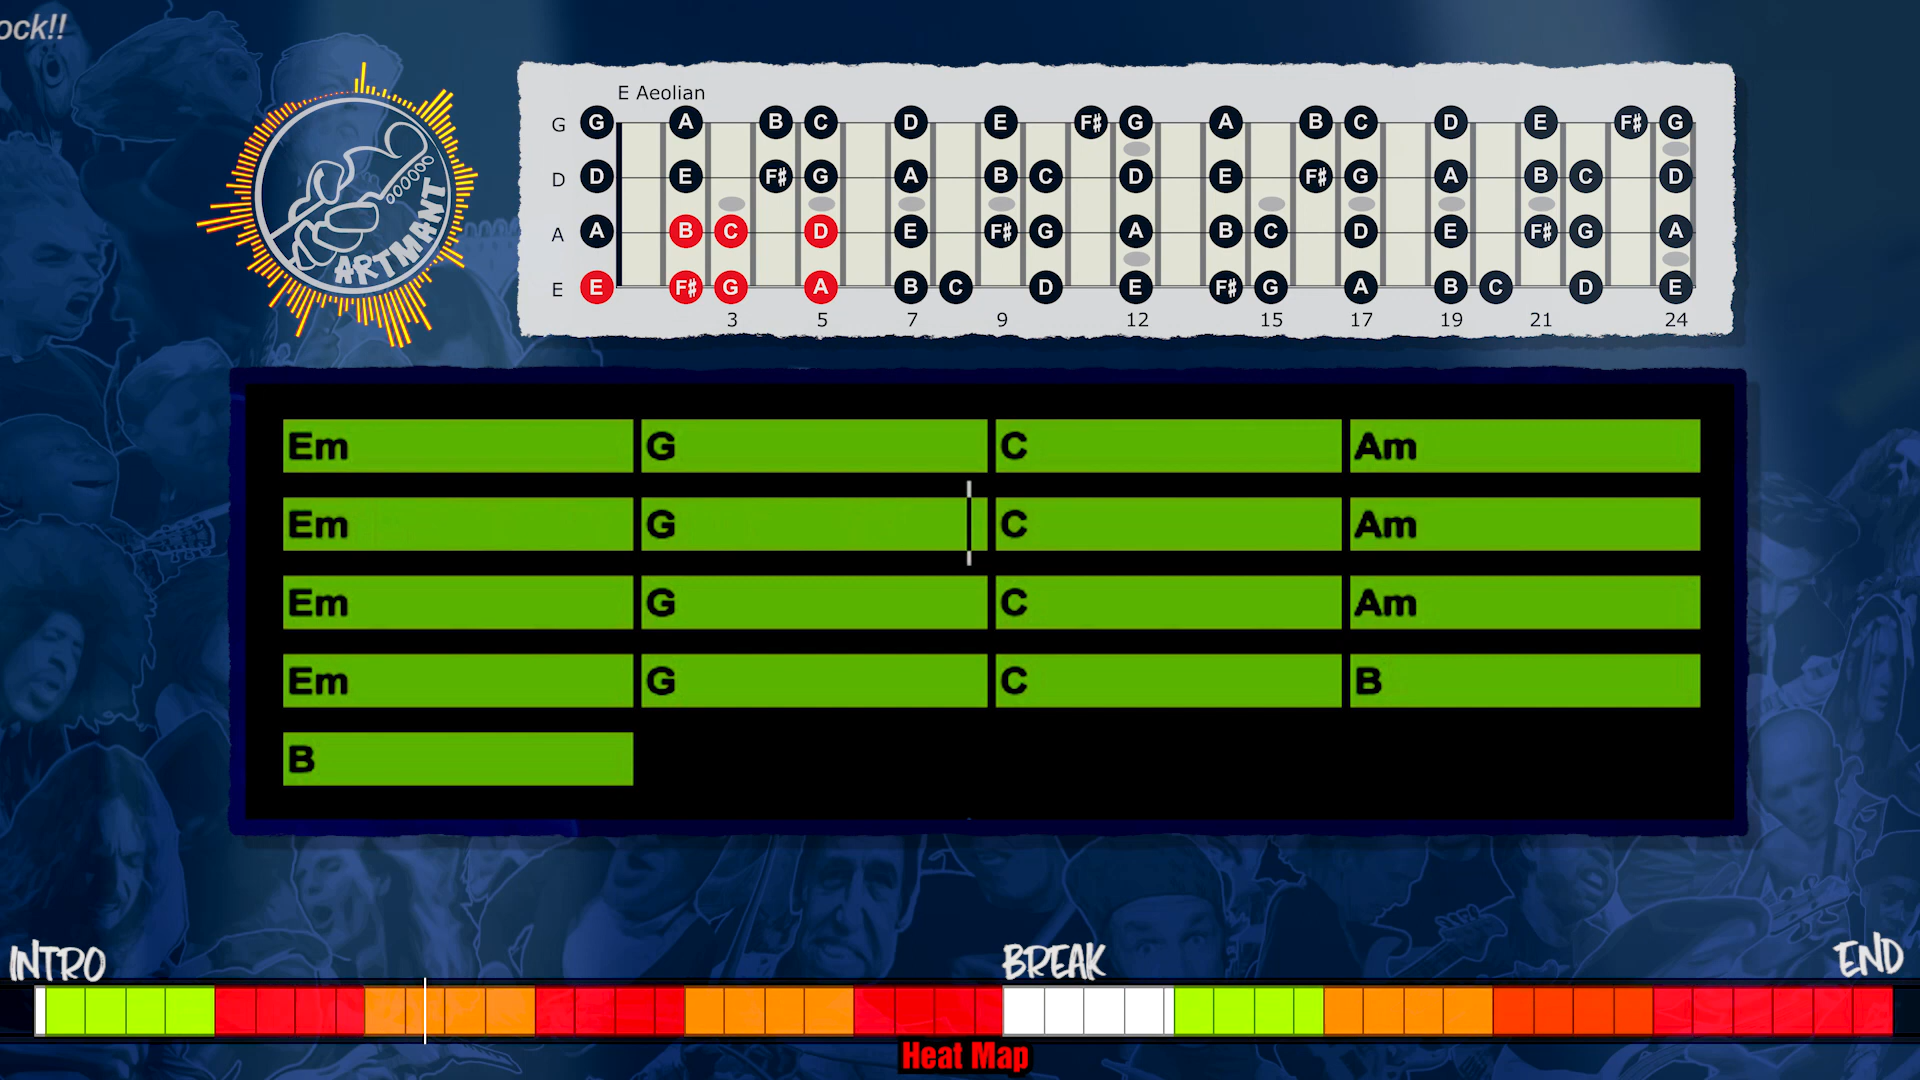 ock!!
ARTMANT
E Aeolian
G G A B C D E F# G A B C D E F# G
D D E F# G A B C D E F# G A B C D
A A B C D E F# G A B C D E F# G A
E E F# G A B C D E F# G A B C D E
3 5 7 9 12 15 17 19 21 24
Em G C Am
Em G C Am
Em G C Am
Em G C B
B
INTRO BREAK END
Heat Map